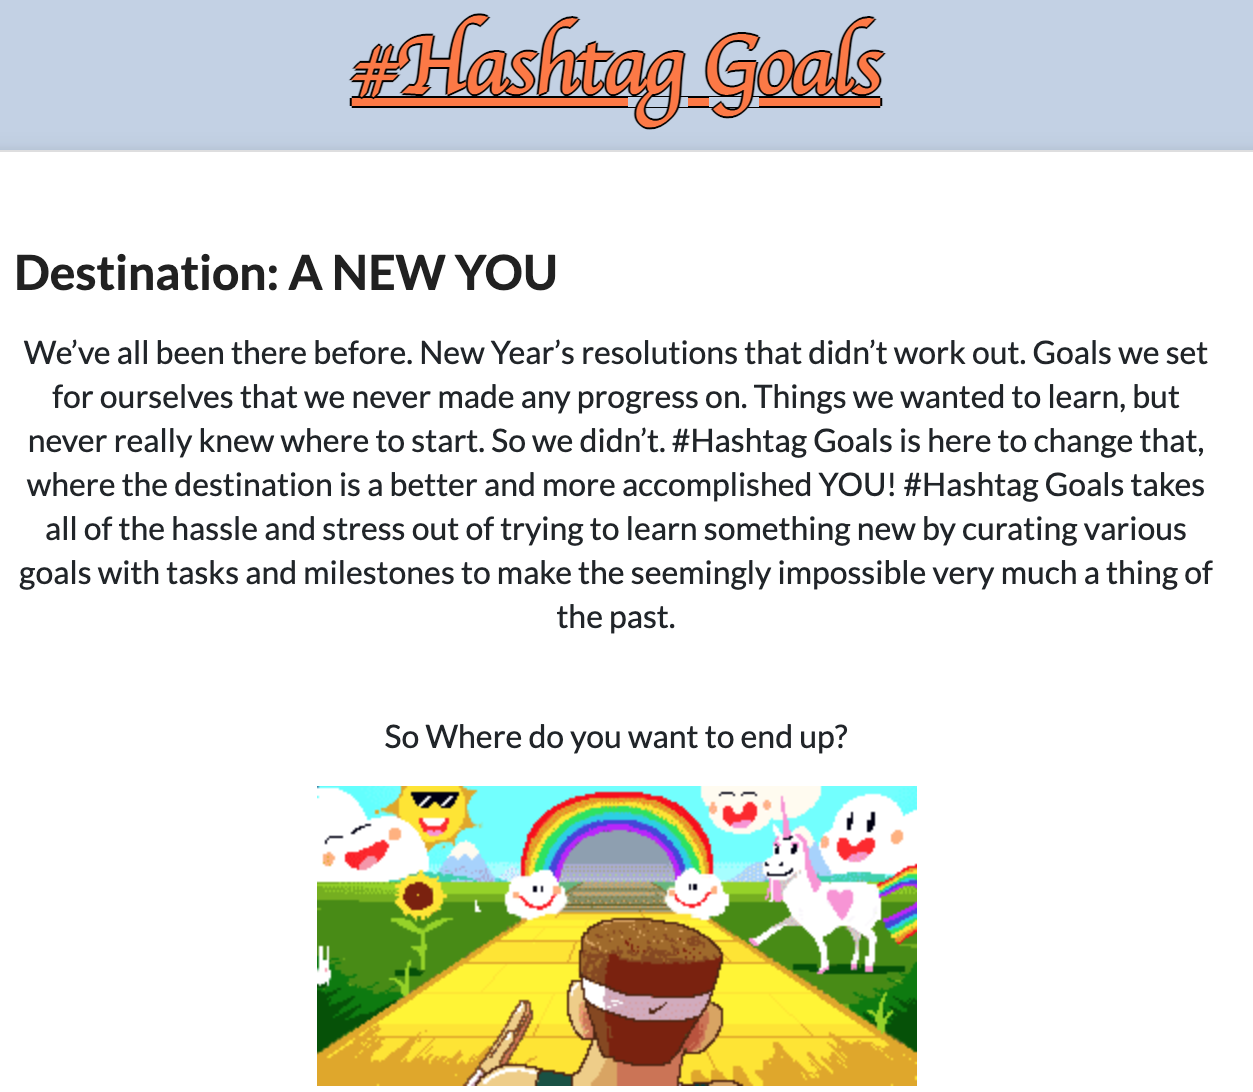 #Hashtag Goals
Destination: A NEW YOU
We’ve all been there before. New Year’s resolutions that didn’t work out. Goals we set
for ourselves that we never made any progress on. Things we wanted to learn, but
never really knew where to start. So we didn’t. #Hashtag Goals is here to change that,
where the destination is a better and more accomplished YOU! #Hashtag Goals takes
all of the hassle and stress out of trying to learn something new by curating various
goals with tasks and milestones to make the seemingly impossible very much a thing of
the past.
So Where do you want to end up?